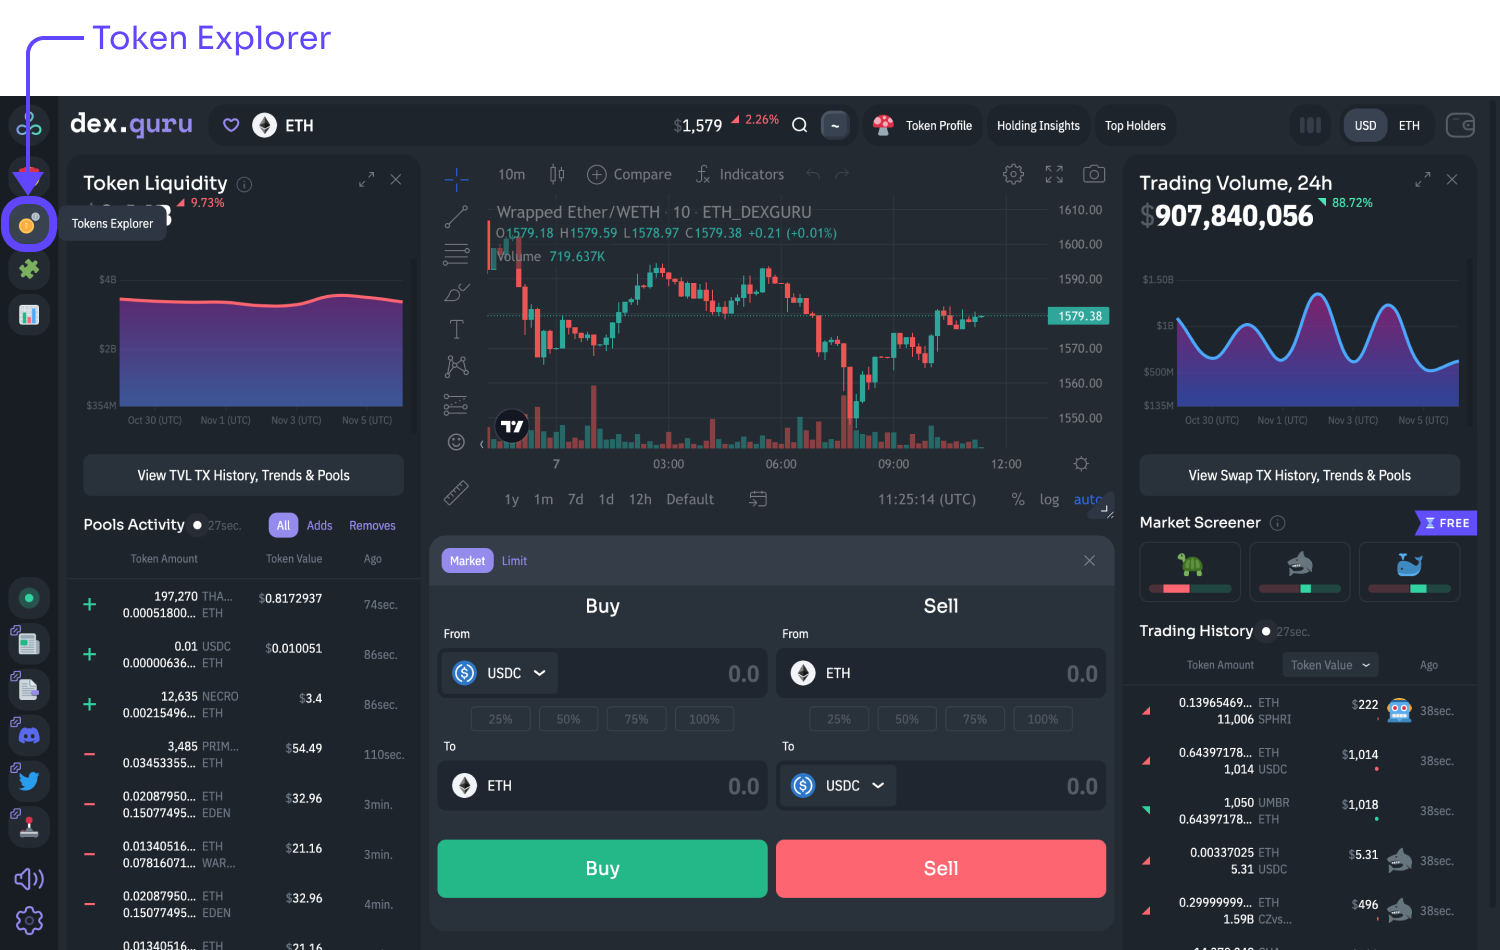 Token Explorer
dex.guru
ETH
$1,579 2.26%
~
Token Profile
Holding Insights
Top Holders
USD ETH
Token Liquidity
9.73%
Tokens Explorer
$4B
$2B
$354M
Oct 30 (UTC) Nov 1 (UTC) Nov 3 (UTC) Nov 5 (UTC)
View TVL TX History, Trends & Pools
Pools Activity 27sec. All Adds Removes
Token Amount Token Value Ago
197,270 THA... $0.8172937 74sec.
0.00051800... ETH
0.01 USDC $0.010051 86sec.
0.00000636... ETH
12,635 NECRO $3.4 86sec.
0.00215496... ETH
3,485 PRIM... $54.49 110sec.
0.03453355... ETH
0.02087950... ETH $32.96 3min.
0.15077495... EDEN
0.01340516... ETH $21.16 3min.
0.07816071... WAR...
0.02087950... ETH $32.96 4min.
0.15077495... EDEN
0.01340516... ETH $21.16
10m Compare Indicators
Wrapped Ether/WETH · 10 · ETH_DEXGURU
O1579.18 H1579.59 L1578.97 C1579.38 +0.21 (+0.01%)
Volume 719.637K
1610.00
1600.00
1590.00
1579.38
1570.00
1560.00
1550.00
7 03:00 06:00 09:00 12:00
1y 1m 7d 1d 12h Default 11:25:14 (UTC) % log auto
Market Limit
Buy
From
USDC 0.0
25% 50% 75% 100%
To
ETH 0.0
Buy
Sell
From
ETH 0.0
25% 50% 75% 100%
To
USDC 0.0
Sell
Trading Volume, 24h
$907,840,056 88.72%
$1.50B
$1B
$500M
$135M
Oct 30 (UTC) Nov 1 (UTC) Nov 3 (UTC) Nov 5 (UTC)
View Swap TX History, Trends & Pools
Market Screener FREE
Trading History 27sec.
Token Amount Token Value Ago
0.13965469... ETH $222 38sec.
11,006 SPHRI
0.64397178... ETH $1,014 38sec.
1,014 USDC
1,050 UMBR $1,018 38sec.
0.64397178... ETH
0.00337025 ETH $5.31 38sec.
5.31 USDC
0.29999999... ETH $496 38sec.
1.59B CZvs...